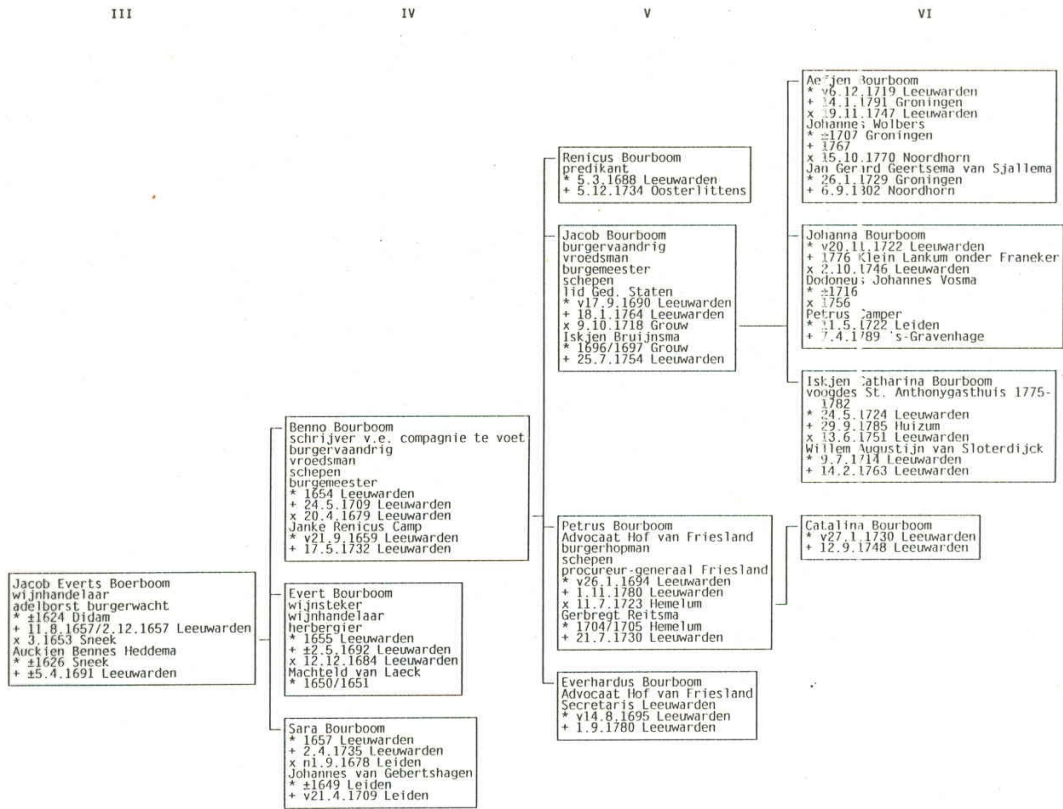 III IV V VI
Jacob Everts Boerboom
wijnhandelaar
adelborst burgerwacht
* ±1624 Didam
+ 11.8.1657/2.12.1657 Leeuwarden
x 3.1653 Sneek
Auckien Bennes Heddema
* ±1626 Sneek
+ ±5.4.1691 Leeuwarden
Benno Bourboom
schrijver v.e. compagnie te voet
burgervaandrig
vroedsman
schepen
burgemeester
* 1654 Leeuwarden
+ 24.5.1709 Leeuwarden
x 20.4.1679 Leeuwarden
Janke Renicus Camp
* v21.9.1659 Leeuwarden
+ 17.5.1732 Leeuwarden
Evert Bourboom
wijnsteker
wijnhandelaar
herbergier
* 1655 Leeuwarden
+ ±2.5.1692 Leeuwarden
x 12.12.1684 Leeuwarden
Machteld van Laeck
* 1650/1651
Sara Bourboom
* 1657 Leeuwarden
+ 2.4.1735 Leeuwarden
x n1.9.1678 Leiden
Johannes van Gebertshagen
* ±1649 Leiden
+ v21.4.1709 Leiden
Renicus Bourboom
predikant
* 5.3.1688 Leeuwarden
+ 5.12.1734 Oosterlittens
Jacob Bourboom
burgervaandrig
vroedsman
burgemeester
schepen
lid Ged. Staten
* v17.9.1690 Leeuwarden
+ 18.1.1764 Leeuwarden
x 9.10.1718 Grouw
Iskjen Bruijnsma
* 1696/1697 Grouw
+ 25.7.1754 Leeuwarden
Petrus Bourboom
Advocaat Hof van Friesland
burgerhopman
schepen
procureur-generaal Friesland
* v26.1.1694 Leeuwarden
+ 1.11.1780 Leeuwarden
x 11.7.1723 Hemelum
Gerbregt Reitsma
* 1704/1705 Hemelum
+ 21.7.1730 Leeuwarden
Everhardus Bourboom
Advocaat Hof van Friesland
Secretaris Leeuwarden
* v14.8.1695 Leeuwarden
+ 1.9.1780 Leeuwarden
Bourboom
* v6.12.1719 Leeuwarden
+ 14.1.1791 Groningen
x 19.11.1747 Leeuwarden
Johannes Wolbers
* ±1707 Groningen
+ 1767
x 15.10.1770 Noordhorn
Jan Gerard Geertsema van Sjallema
* 26.1.1729 Groningen
+ 6.9.1802 Noordhorn
Johanna Bourboom
* v20.11.1722 Leeuwarden
+ 1776 Klein Lankum onder Franeker
x 2.10.1746 Leeuwarden
Dodoneus Johannes Vosma
* ±1716
x 1756
Petrus Camper
* 11.5.1722 Leiden
+ 7.4.1789 's-Gravenhage
Iskjen Catharina Bourboom
voogdes St. Anthonygasthuis 1775-
1782
* 24.5.1724 Leeuwarden
+ 29.9.1785 Huizum
x 13.6.1751 Leeuwarden
Willem Augustijn van Sloterdijck
* 9.7.1714 Leeuwarden
+ 14.2.1763 Leeuwarden
Catalina Bourboom
* v27.1.1730 Leeuwarden
+ 12.9.1748 Leeuwarden